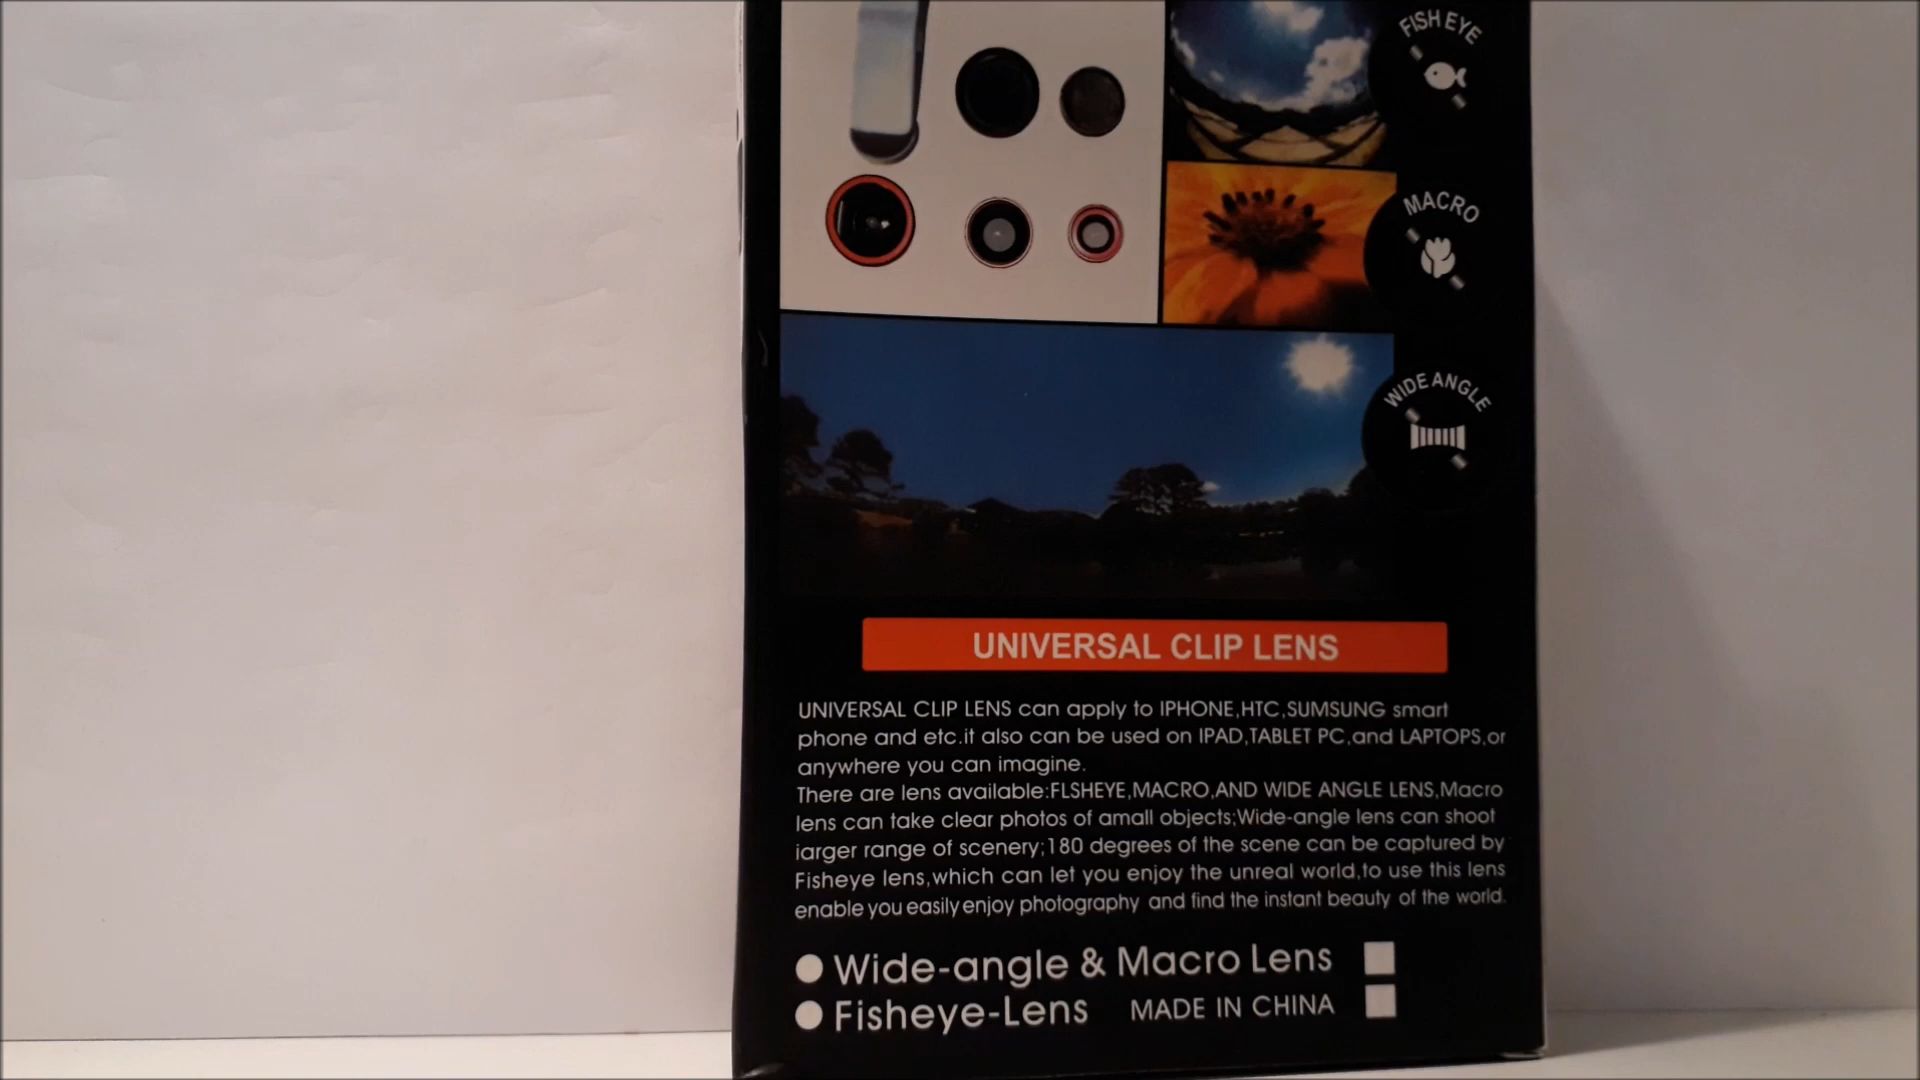 FISH EYE
MACRO
WIDE ANGLE
UNIVERSAL CLIP LENS
UNIVERSAL CLIP LENS can apply to IPHONE,HTC,SUMSUNG smart
phone and etc.it also can be used on IPAD,TABLET PC,and LAPTOPS,or
anywhere you can imagine.
There are lens available:FLSHEYE,MACRO,AND WIDE ANGLE LENS,Macro
lens can take clear photos of amall objects;Wide-angle lens can shoot
iarger range of scenery;180 degrees of the scene can be captured by
Fisheye lens,which can let you enjoy the unreal world,to use this lens
enable you easily enjoy photography and find the instant beauty of the world.
Wide-angle & Macro Lens
Fisheye-Lens MADE IN CHINA